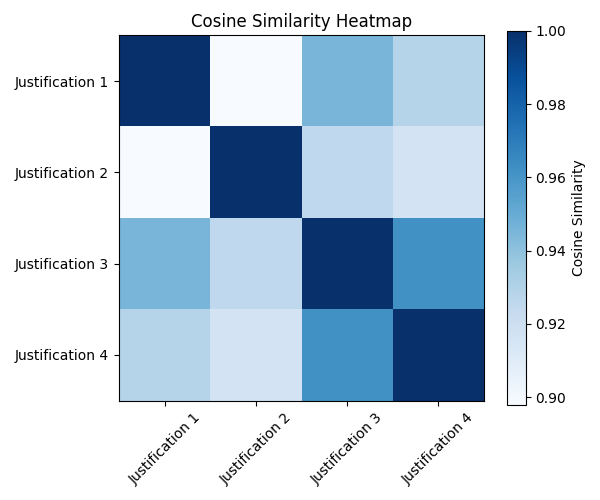 Cosine Similarity Heatmap
Justification 1
Justification 2
Justification 3
Justification 4
Justification 1
Justification 2
Justification 3
Justification 4
1.00
0.98
0.96
0.94
0.92
0.90
Cosine Similarity